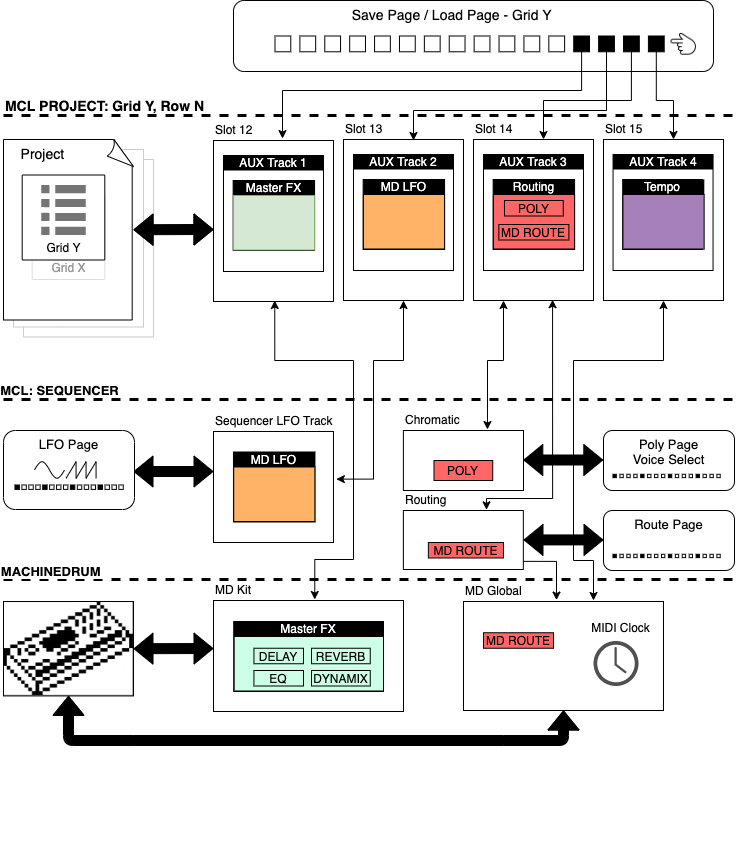 Save Page / Load Page - Grid Y
MCL PROJECT: Grid Y, Row N
Slot 12
Slot 13
Slot 14
Slot 15
Project
Grid Y
Grid X
AUX Track 1
Master FX
AUX Track 2
MD LFO
AUX Track 3
Routing
POLY
MD ROUTE
AUX Track 4
Tempo
MCL: SEQUENCER
LFO Page
Sequencer LFO Track
MD LFO
Chromatic
POLY
Poly Page
Voice Select
Routing
MD ROUTE
Route Page
MACHINEDRUM
MD Kit
Master FX
DELAY
REVERB
EQ
DYNAMIX
MD Global
MD ROUTE
MIDI Clock